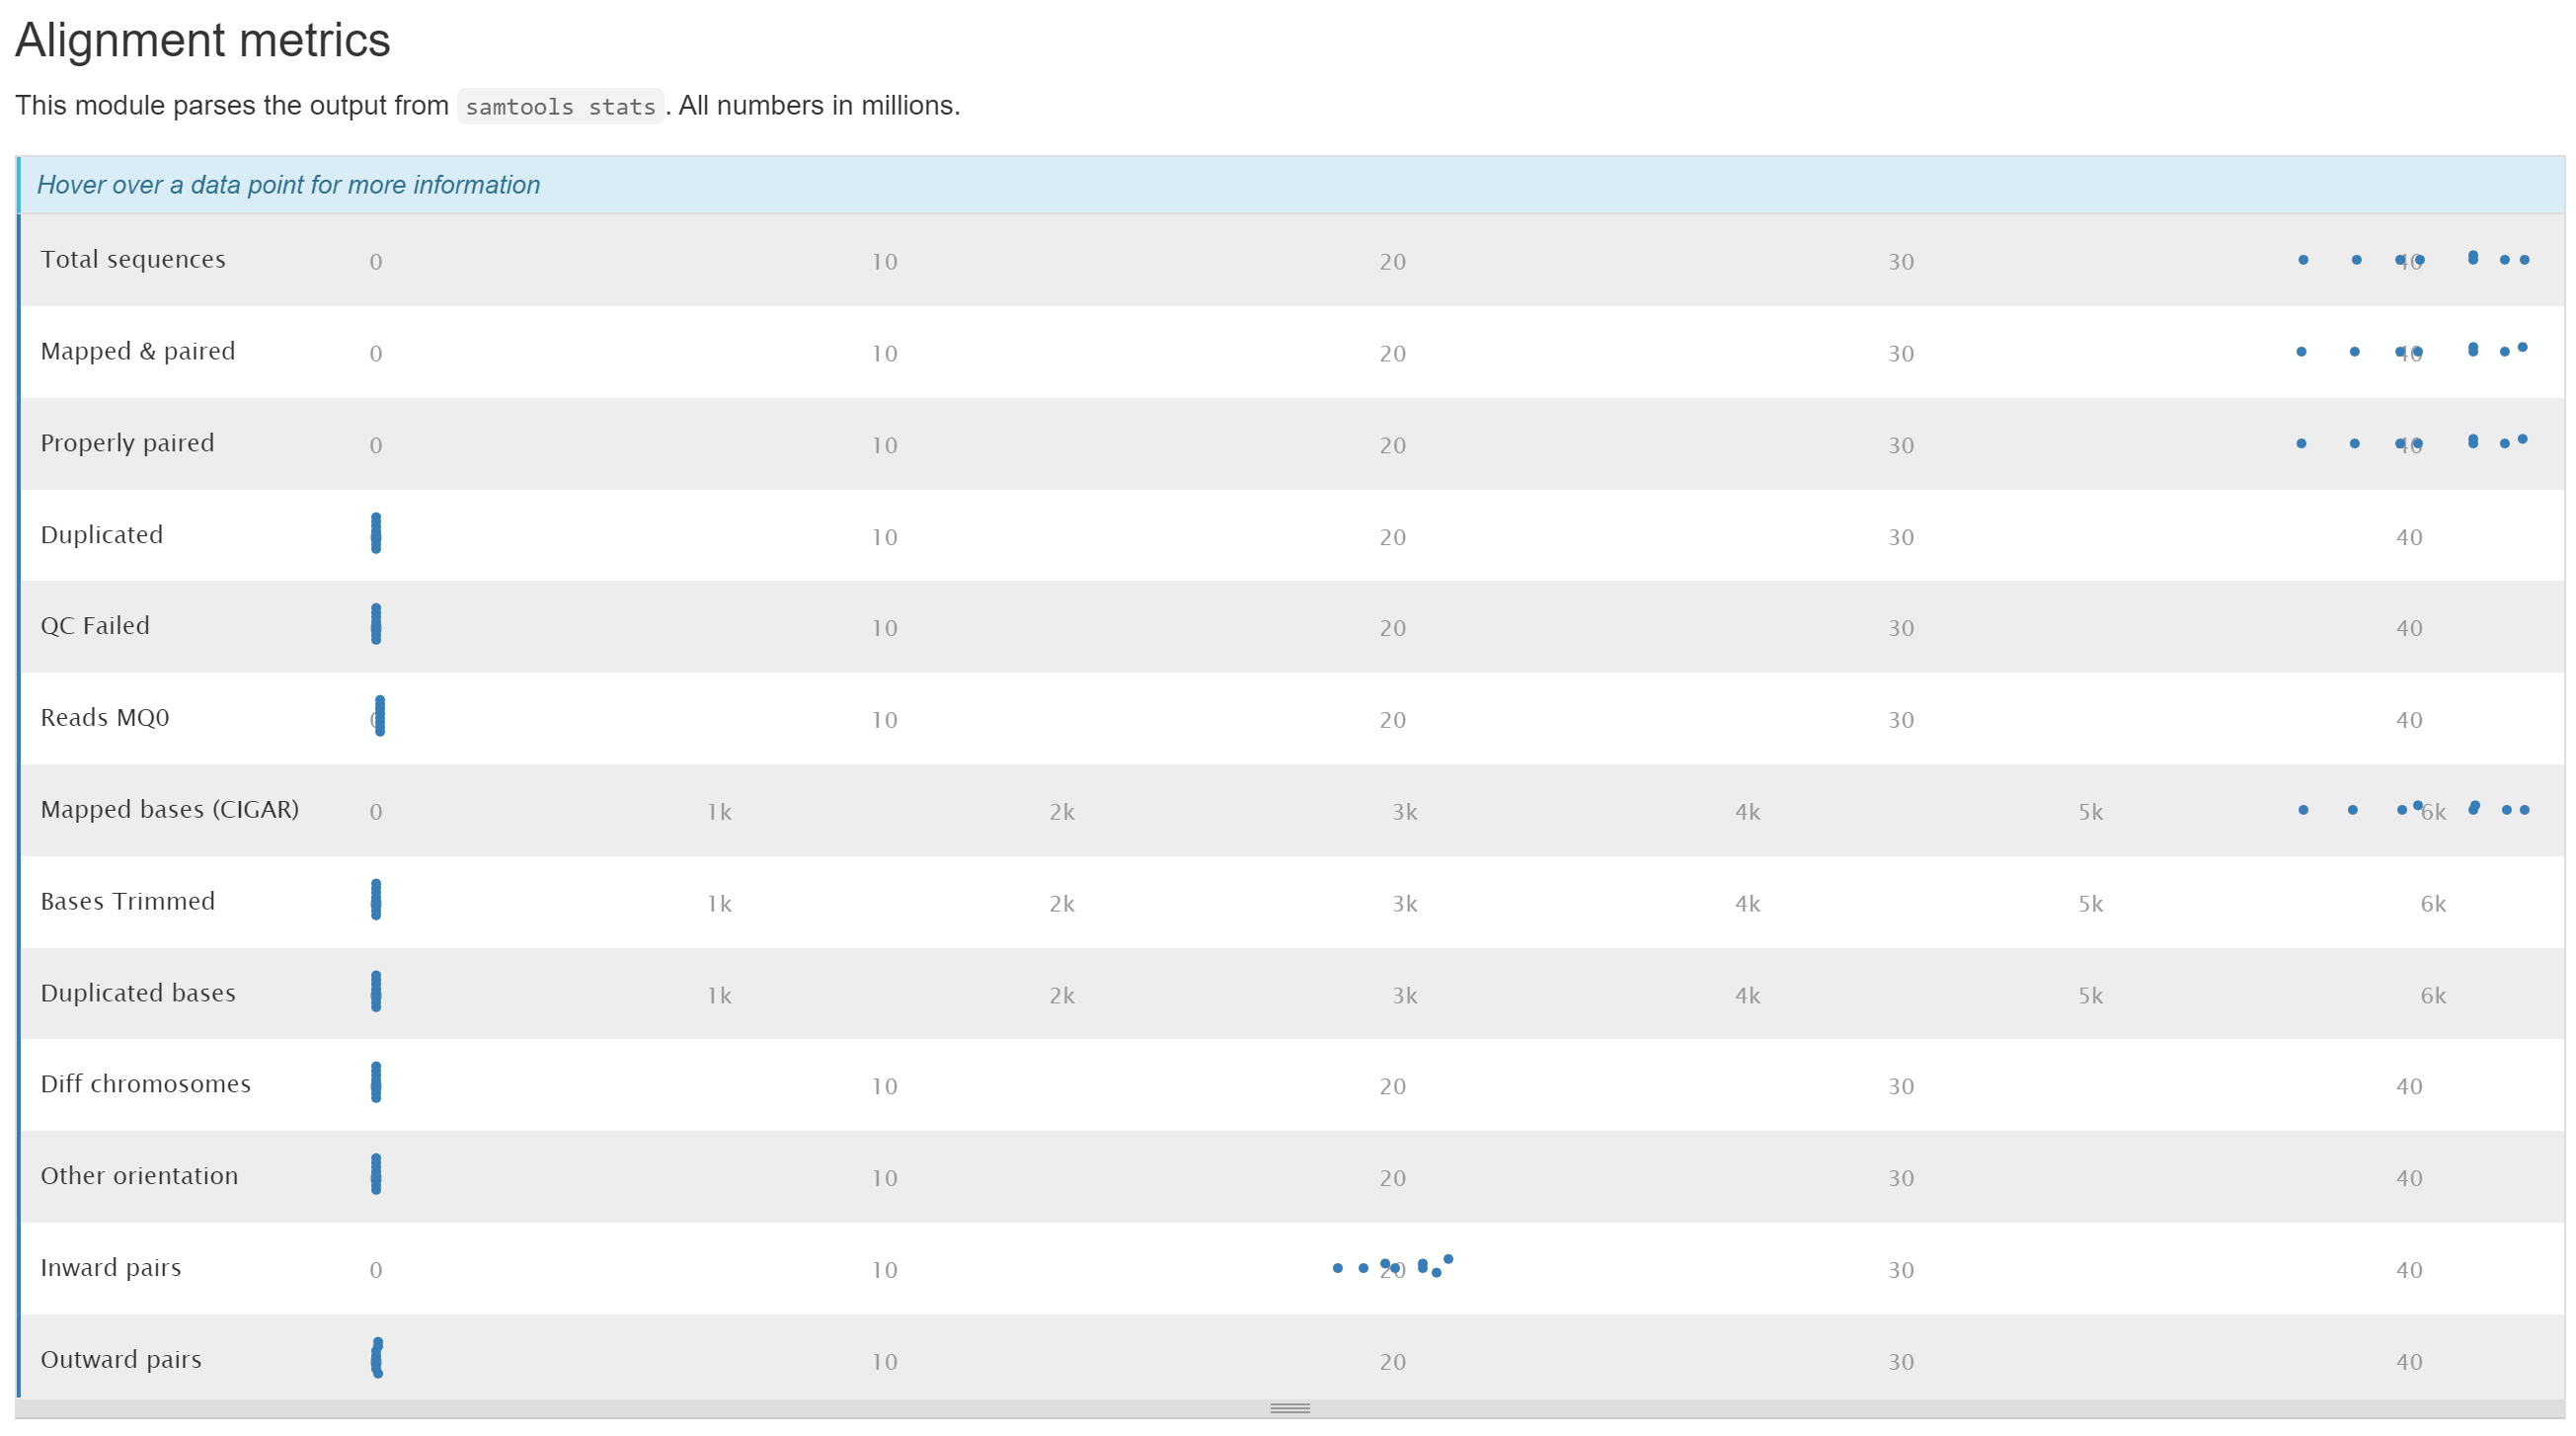 Alignment metrics
This module parses the output from samtools stats. All numbers in millions.
Hover over a data point for more information
Total sequences 0 10 20 30 40
Mapped & paired 0 10 20 30 40
Properly paired 0 10 20 30 40
Duplicated 10 20 30 40
QC Failed 10 20 30 40
Reads MQ0 0 10 20 30 40
Mapped bases (CIGAR) 0 1k 2k 3k 4k 5k 6k
Bases Trimmed 1k 2k 3k 4k 5k 6k
Duplicated bases 1k 2k 3k 4k 5k 6k
Diff chromosomes 10 20 30 40
Other orientation 10 20 30 40
Inward pairs 0 10 20 30 40
Outward pairs 10 20 30 40